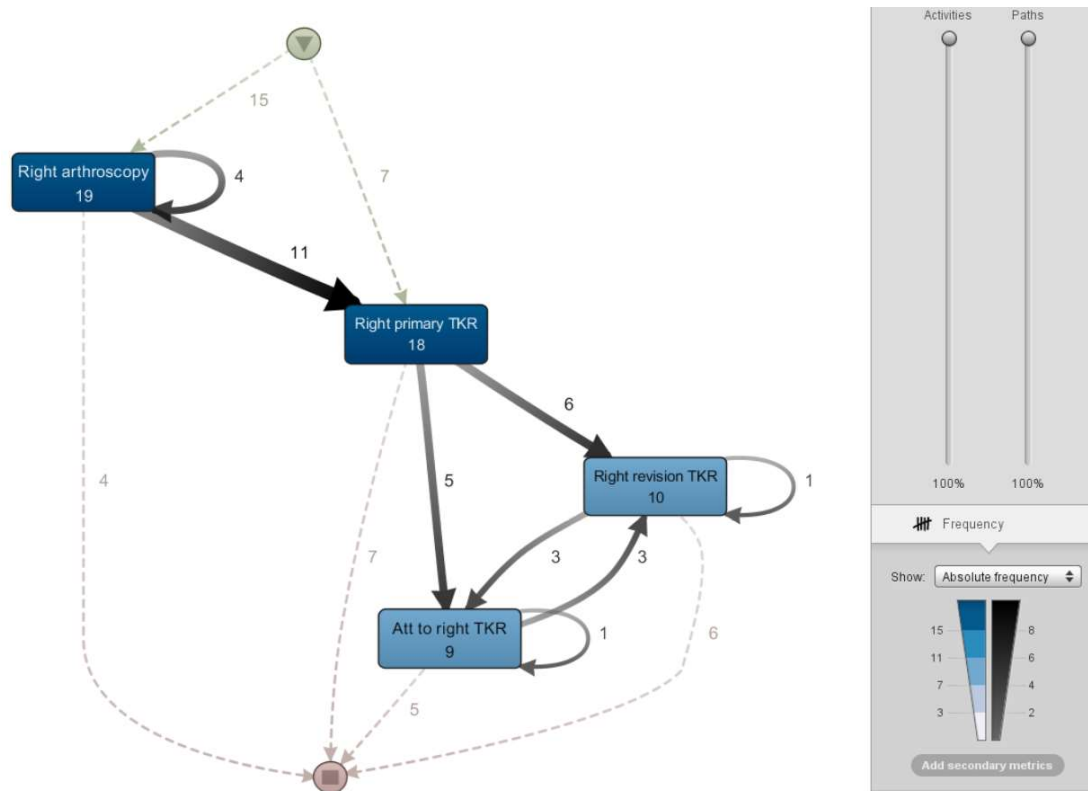 Activities Paths
15
7
Right arthroscopy
19
4
11
Right primary TKR
18
6
5
Right revision TKR
10
1
4
7
3
3
Att to right TKR
9
1
6
5
100% 100%
Frequency
Show: Absolute frequency
15 8
11 6
7 4
3 2
Add secondary metrics